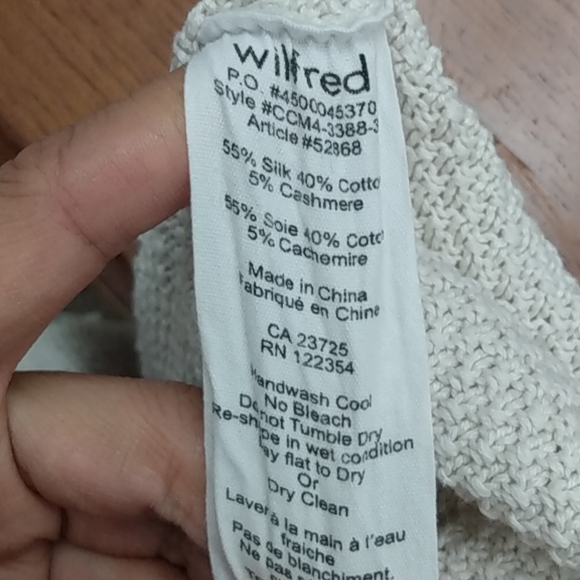 wilfred
P.O. #4500045370
Style #CCM4-3388-3
Article #52868
55% Silk 40% Cotto
5% Cashmere
55% Soie 40% Coto
5% Cachemire
Made in China
Fabriqué en Chine
CA 23725
RN 122354
Handwash Cool
No Bleach
Do not Tumble Dry
Re-shape in wet condition
Lay flat to Dry
Or
Dry Clean
Laver à la main à l'eau
fraiche
Pas de blanchiment.
Ne pas